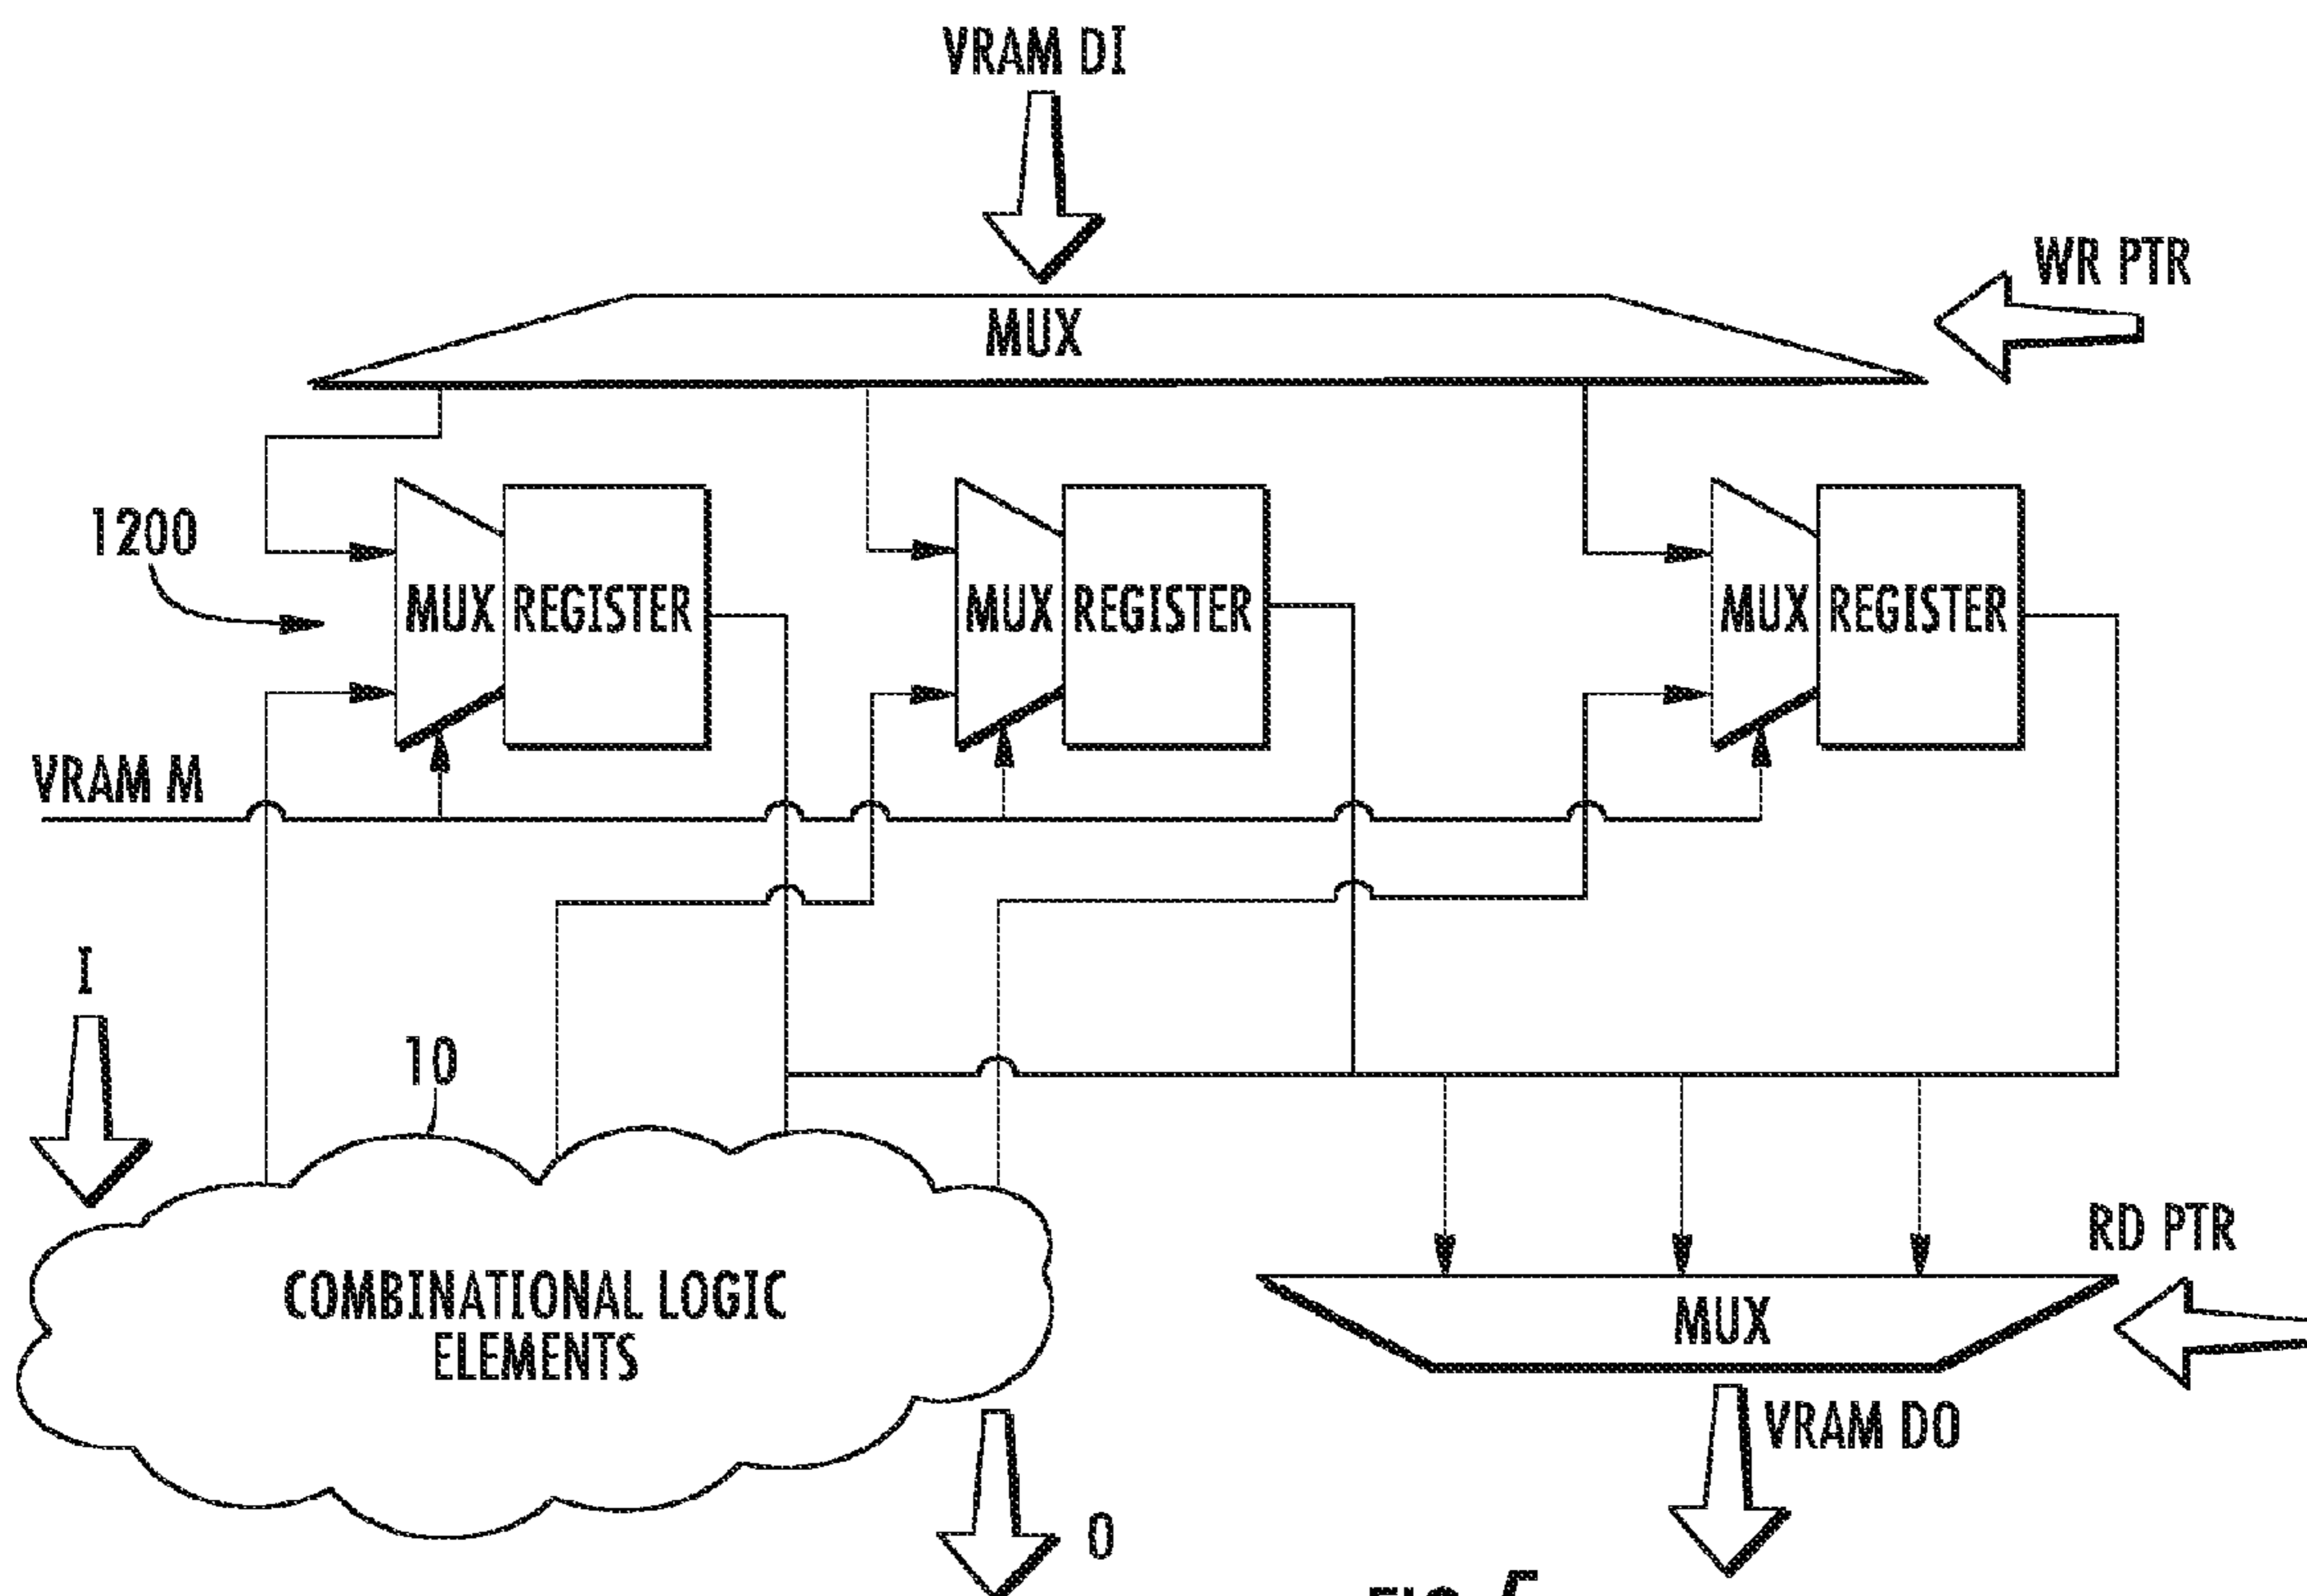 VRAM DI
WR PTR
MUX
1200
MUX REGISTER
MUX REGISTER
MUX REGISTER
VRAM M
I
10
COMBINATIONAL LOGIC
ELEMENTS
RD PTR
MUX
VRAM DO
O